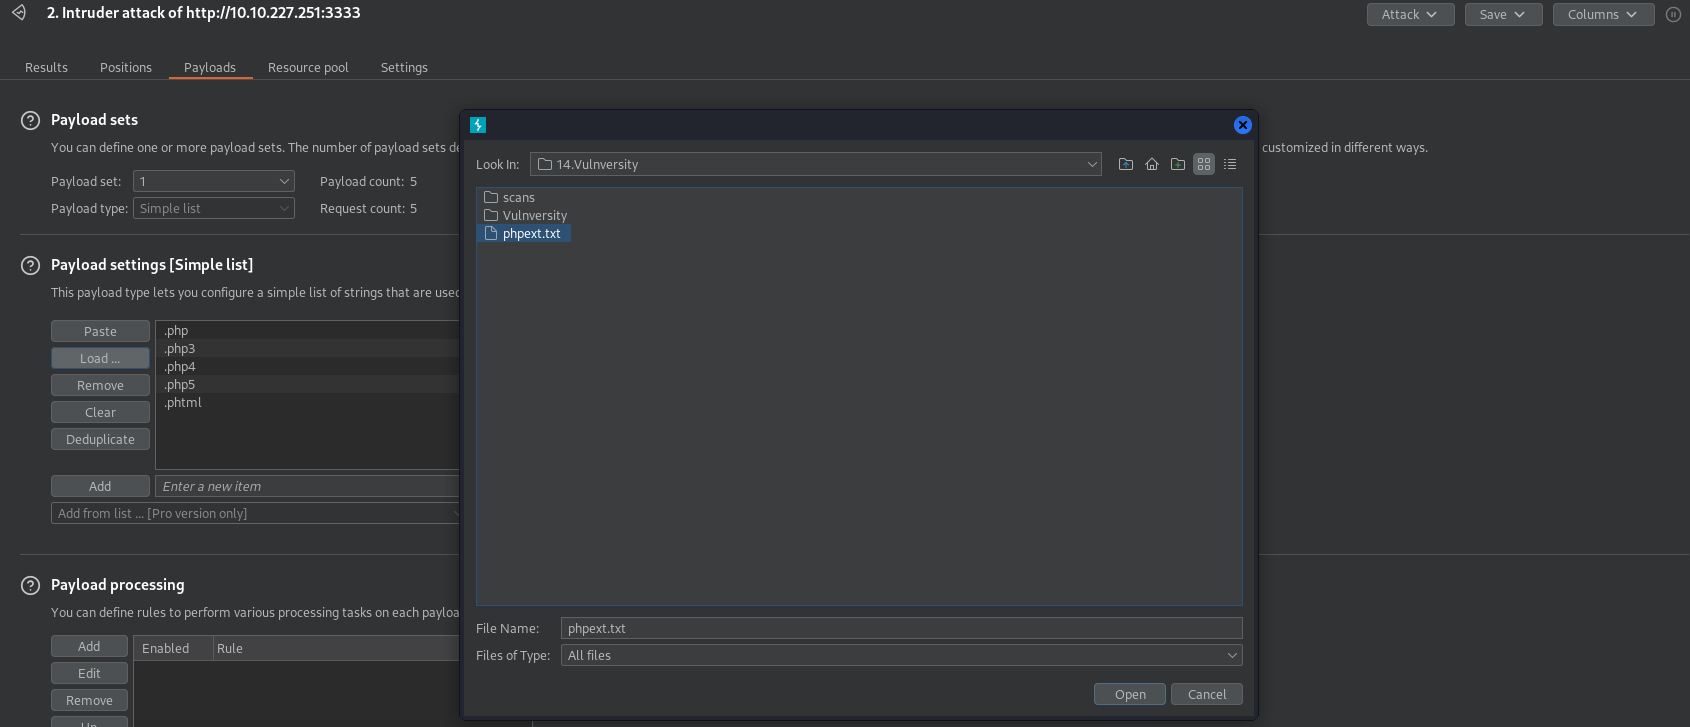 2. Intruder attack of http://10.10.227.251:3333
Attack Save Columns
Results Positions Payloads Resource pool Settings
Payload sets
You can define one or more payload sets. The number of payload sets customized in different ways.
Payload set: 1 Payload count: 5
Payload type: Simple list Request count: 5
Payload settings [Simple list]
This payload type lets you configure a simple list of strings that are used
Paste
Load ...
Remove
Clear
Deduplicate
.php
.php3
.php4
.php5
.phtml
Add Enter a new item
Add from list ... [Pro version only]
Payload processing
You can define rules to perform various processing tasks on each payloa
Add
Edit
Remove
Enabled Rule
Look In: 14.Vulnversity
scans
Vulnversity
phpext.txt
File Name: phpext.txt
Files of Type: All files
Open Cancel